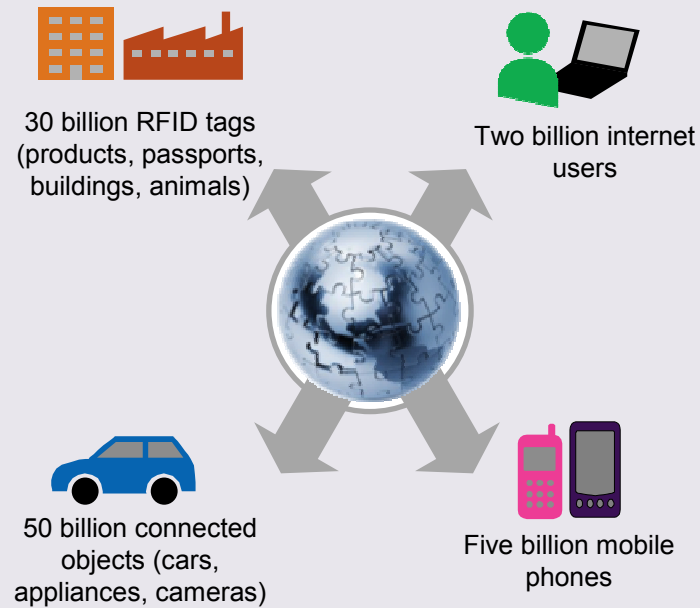 30 billion RFID tags
(products, passports,
buildings, animals)
Two billion internet
users
50 billion connected
objects (cars,
appliances, cameras)
Five billion mobile
phones